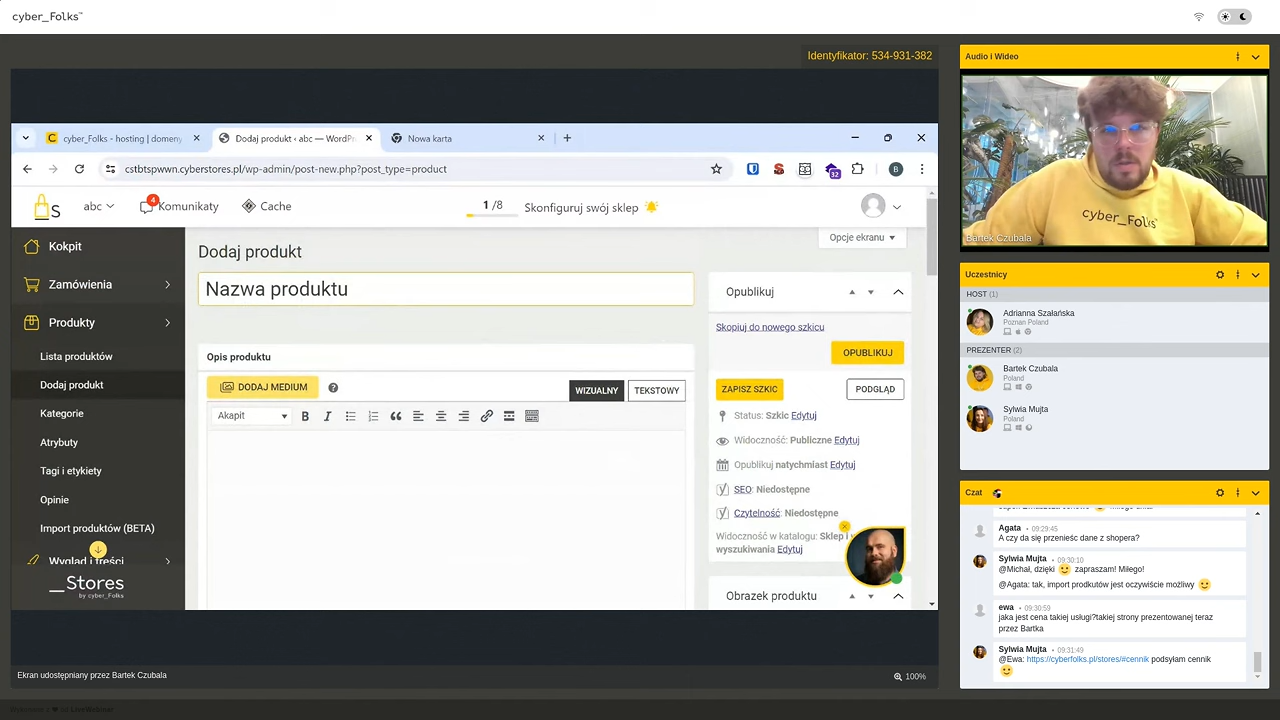 cyber_Folks
Identyfikator: 534-931-382
cyber_Folks - hosting | domeny
Dodaj produkt ‹ abc — WordPr
Nowa karta
cstbtspwwn.cyberstores.pl/wp-admin/post-new.php?post_type=product
B
32
S
abc
4
Komunikaty
Cache
1 /8
Skonfiguruj swój sklep
Kokpit
Zamówienia
Produkty
Lista produktów
Dodaj produkt
Kategorie
Atrybuty
Tagi i etykiety
Opinie
Import produktów (BETA)
Wygląd i treści
_Stores
by cyber_Folks
Dodaj produkt
Opcje ekranu
Nazwa produktu
Opis produktu
DODAJ MEDIUM
WIZUALNY
TEKSTOWY
Akapit
Opublikuj
Skopiuj do nowego szkicu
OPUBLIKUJ
ZAPISZ SZKIC
PODGLĄD
Status: Szkic Edytuj
Widoczność: Publiczne Edytuj
Opublikuj natychmiast Edytuj
SEO: Niedostępne
Czytelność: Niedostępne
Widoczność w katalogu: Sklep i
wyszukiwania Edytuj
Obrazek produktu
Ekran udostępniany przez Bartek Czubala
100%
Audio i Wideo
cyber_Folks
Bartek Czubala
Uczestnicy
HOST (1)
Adrianna Szałańska
Poznan Poland
PREZENTER (2)
Bartek Czubala
Poland
Sylwia Mujta
Poland
Czat
Agata • 09:29:45
A czy da się przenieśc dane z shopera?
Sylwia Mujta • 09:30:10
@Michał, dzięki 🙂 zapraszam! Miłego!
@Agata: tak, import prodkutów jest oczywiście możliwy 🙂
ewa • 09:30:59
jaka jest cena takiej usługi?takiej strony prezentowanej teraz
przez Bartka
Sylwia Mujta • 09:31:49
@Ewa: https://cyberfolks.pl/stores/#cennik podsyłam cennik
🙂